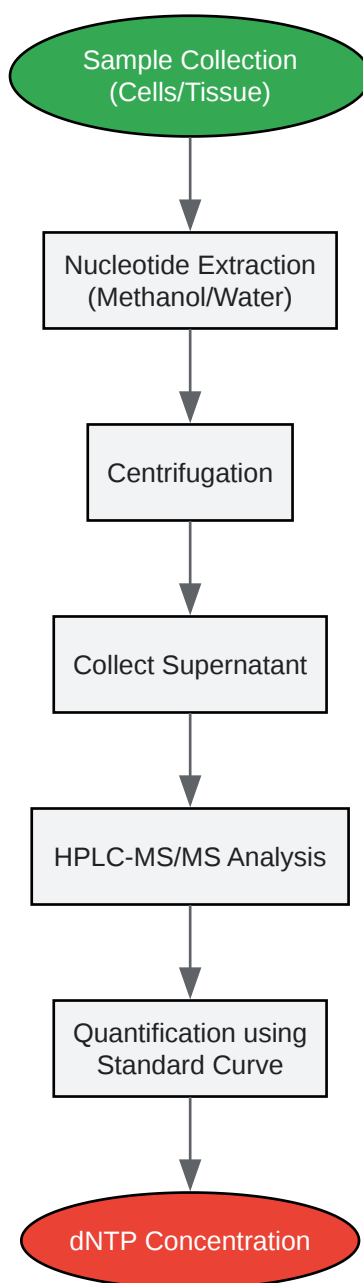 Sample Collection
(Cells/Tissue)
Nucleotide Extraction
(Methanol/Water)
Centrifugation
Collect Supernatant
HPLC-MS/MS Analysis
Quantification using
Standard Curve
dNTP Concentration